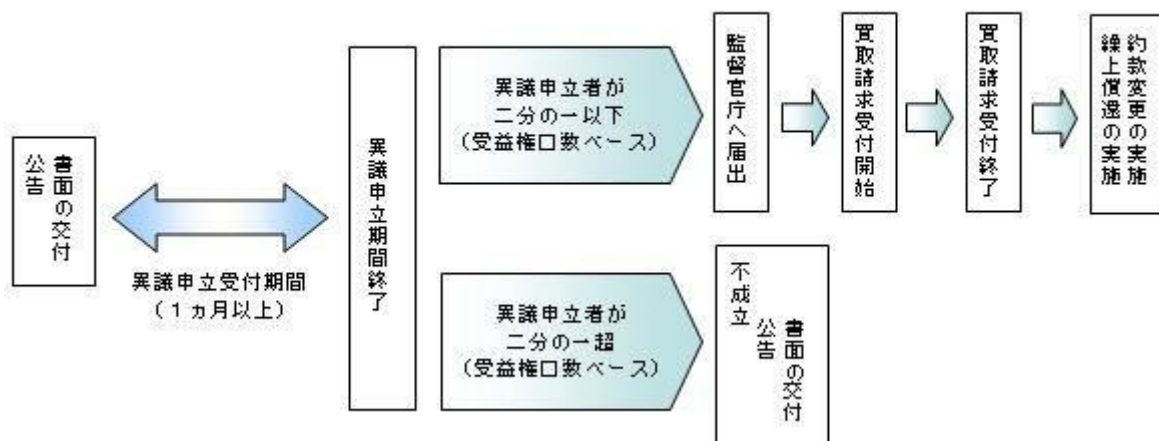 書面の交付
公告
異議申立受付期間
(1ヵ月以上)
異議申立期間終了
異議申立者が
二分の一以下
(受益権口数ベース)
監督官庁へ届出
買取請求受付開始
買取請求受付終了
約款変更の実施
繰上償還の実施
異議申立者が
二分の一超
(受益権口数ベース)
不成立
書面の交付
公告